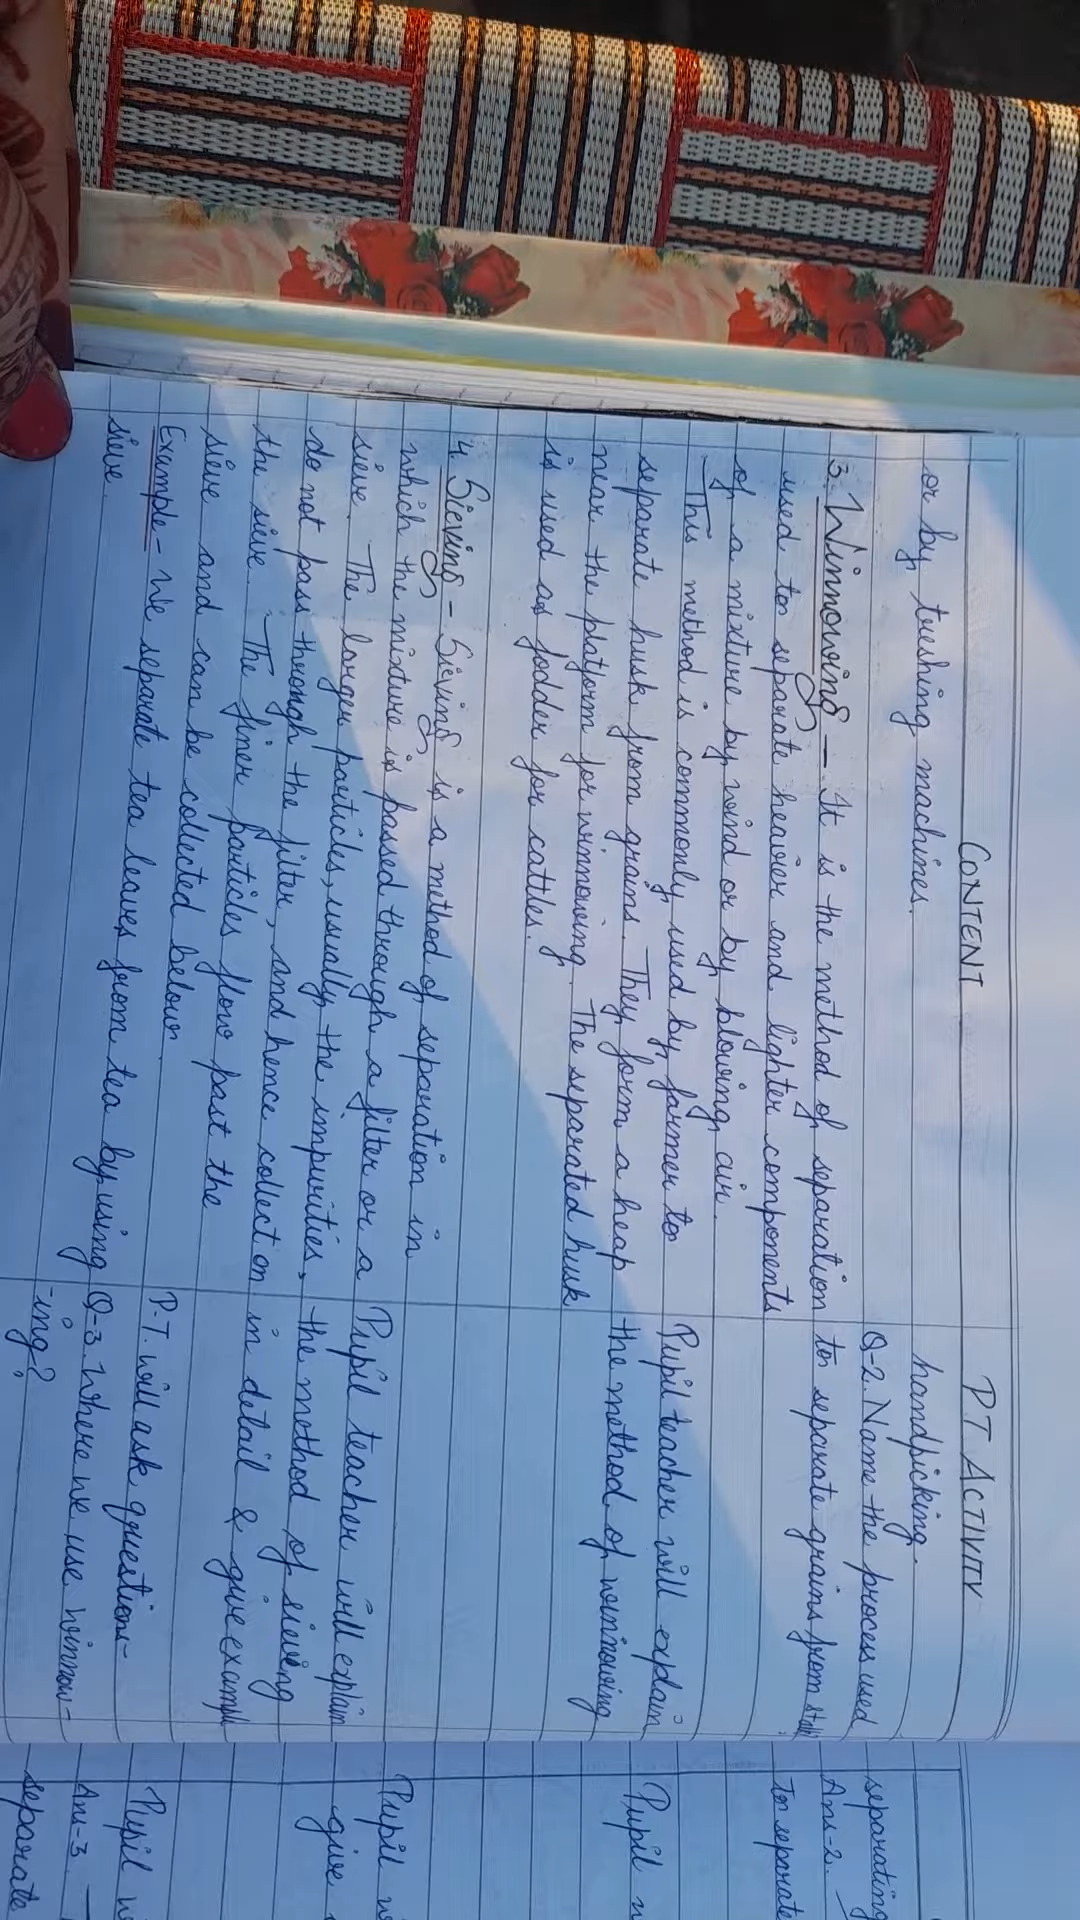 CONTENT
or by treshing machines.
3. Winnowing - It is the method of separation
used to separate heavier and lighter components
of a mixture by wind or by blowing air.
This method is commonly used by farmer to
separate husk from grains. They form a heap
near the platform for winnowing. The separated husk
is used as fodder for cattles.
4. Sieving - Sieving is a method of separation in
which the mixture is passed through a filter or a
sieve. The larger particles, usually the impurities,
do not pass through the filter, and hence collect on
the sive. The finer particles flow past the
sieve and can be collected below.
Example - We separate tea leaves from tea by using
sieve.
P.T ACTIVITY
handpicking.
Q-2. Name the process used
to separate grains from
Pupil teacher will explain
the method of winnowing
Pupil teacher will explain
the method of sieving
in detail & give example
P.T. will ask question-
Q-3. Where we use winnow-
-ing?
separating
Ans-2.
to separate
Pupil
Pupil
give
Pupil
Ans-3.
separate